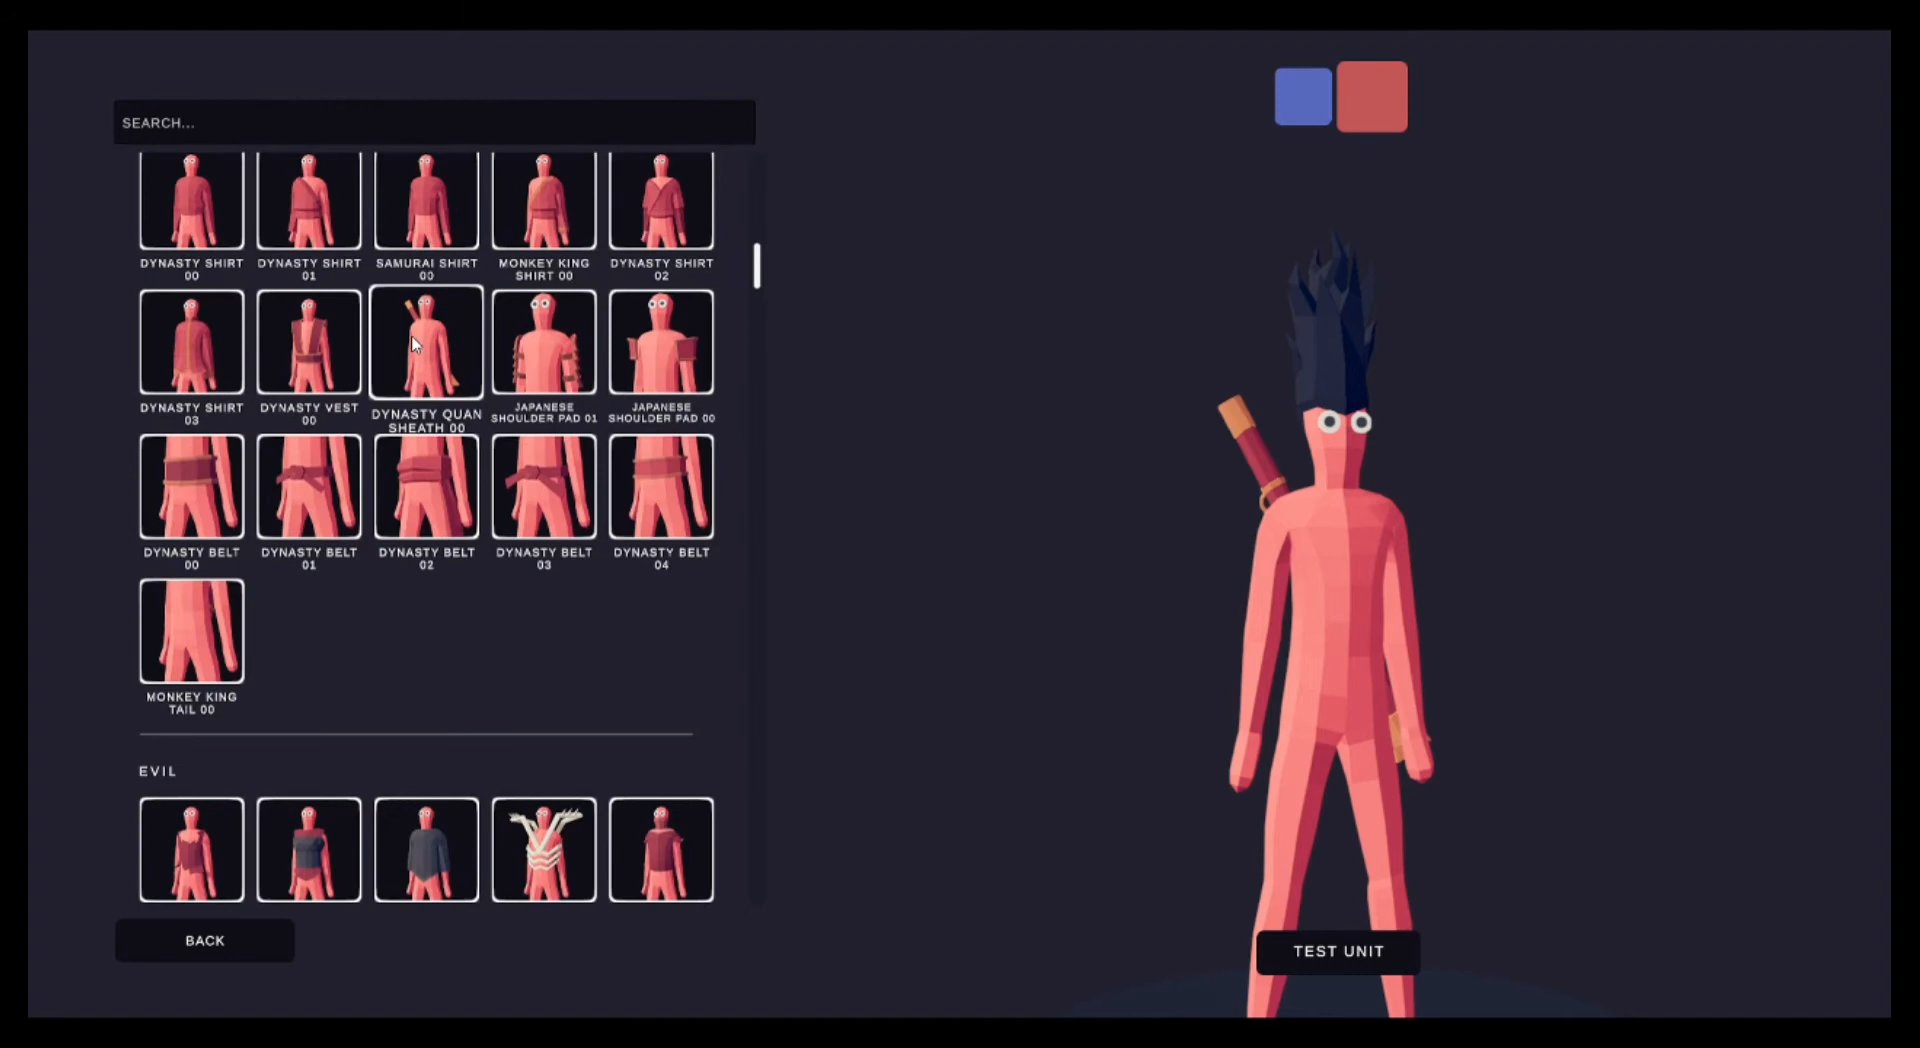 SEARCH...
DYNASTY SHIRT
00
DYNASTY SHIRT
01
SAMURAI SHIRT
00
MONKEY KING
SHIRT 00
DYNASTY SHIRT
02
DYNASTY SHIRT
03
DYNASTY VEST
00
DYNASTY QUAN
SHEATH 00
JAPANESE
SHOULDER PAD 01
JAPANESE
SHOULDER PAD 00
DYNASTY BELT
00
DYNASTY BELT
01
DYNASTY BELT
02
DYNASTY BELT
03
DYNASTY BELT
04
MONKEY KING
TAIL 00
EVIL
BACK
TEST UNIT